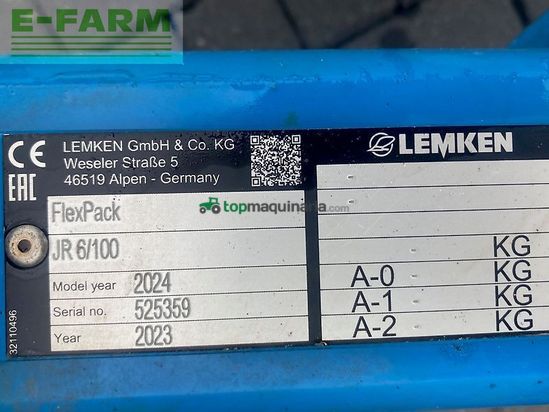 E-FARM
CE
EAC
LEMKEN GmbH & Co. KG
Weseler Straße 5
46519 Alpen - Germany
LEMKEN
FlexPack
topmaquinaria.com
JR 6/100
KG
Model year 2024
A-0 KG
Serial no. 525359
A-1 KG
Year 2023
A-2 KG
32110496